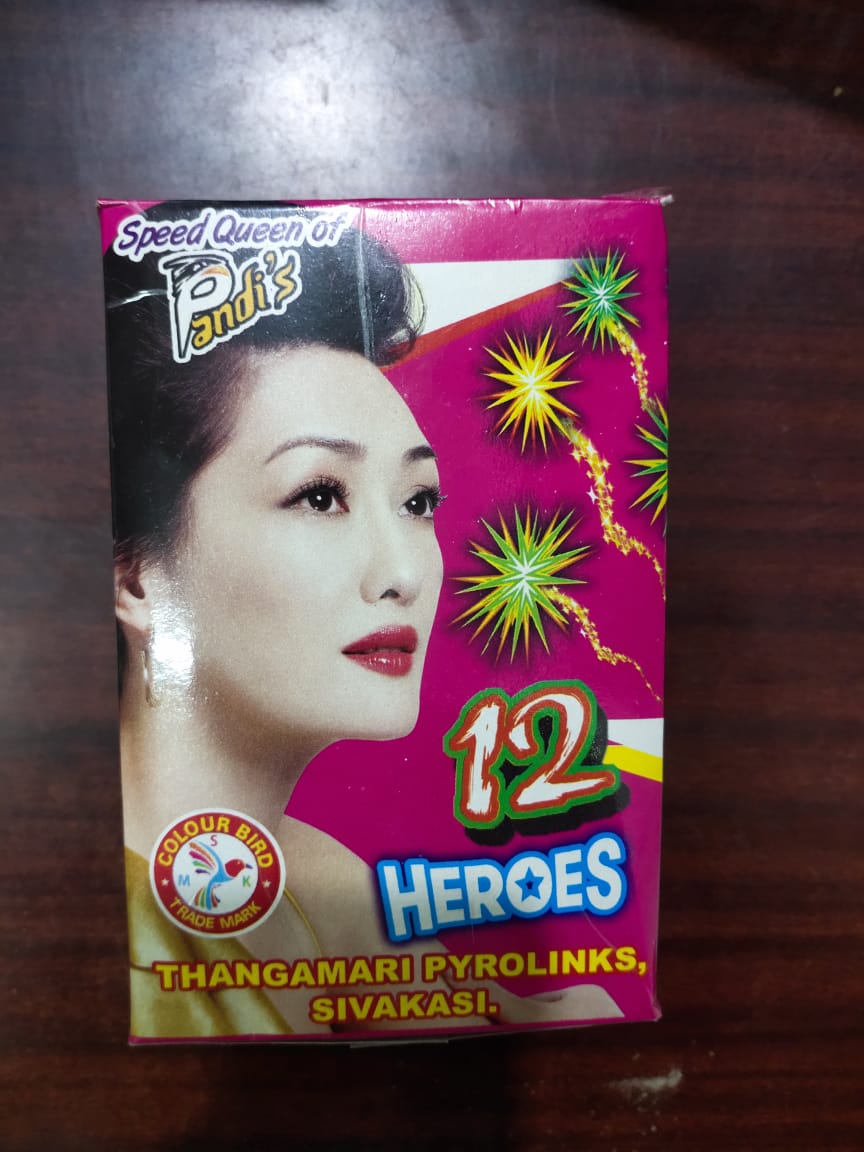 Speed Queen of
Pandi's
12
HEROES
COLOUR BIRD
S
M K
TRADE MARK
THANGAMARI PYROLINKS,
SIVAKASI.